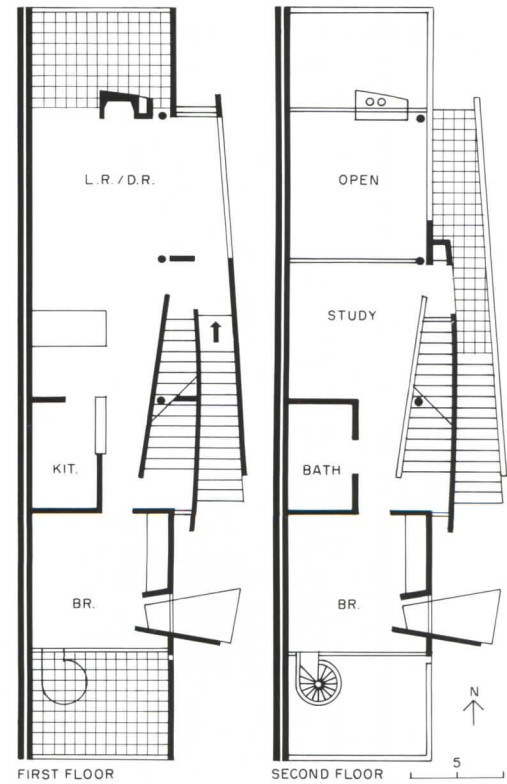 L.R./D.R.
KIT.
BR.
FIRST FLOOR
OPEN
STUDY
BATH
BR.
SECOND FLOOR
N
5